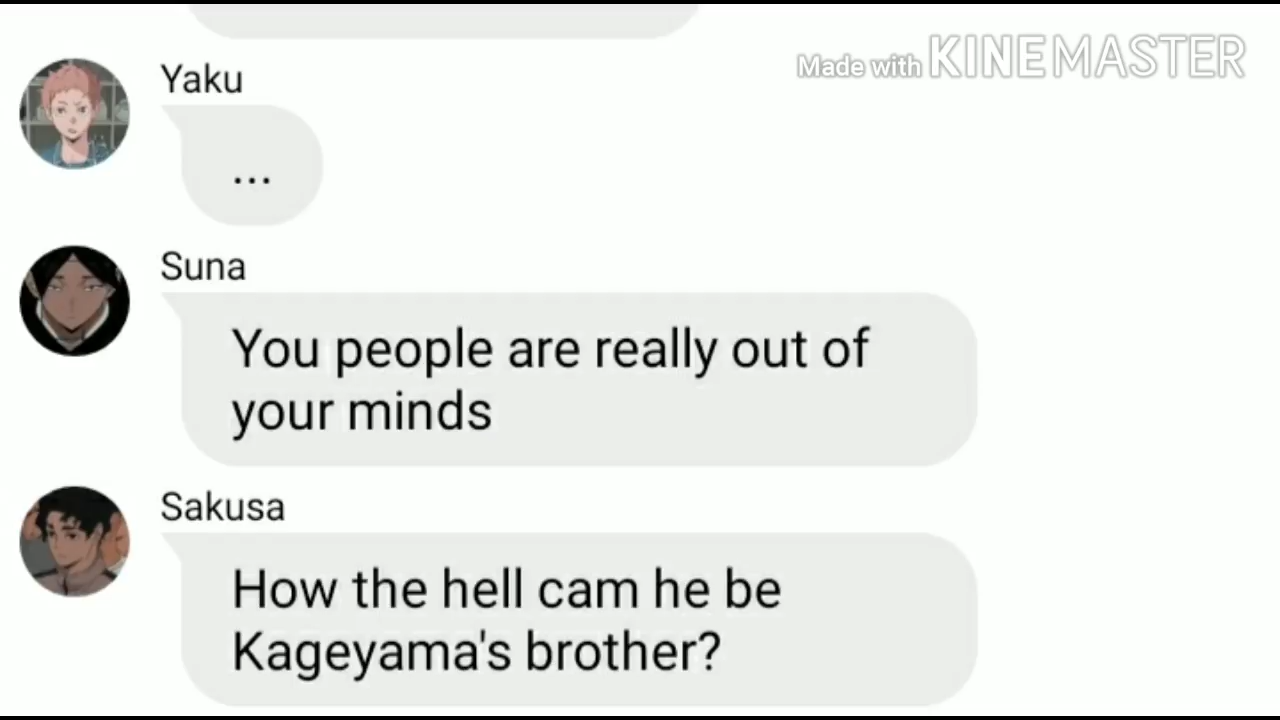 Made with KINEMASTER
Yaku
...
Suna
You people are really out of
your minds
Sakusa
How the hell cam he be
Kageyama's brother?